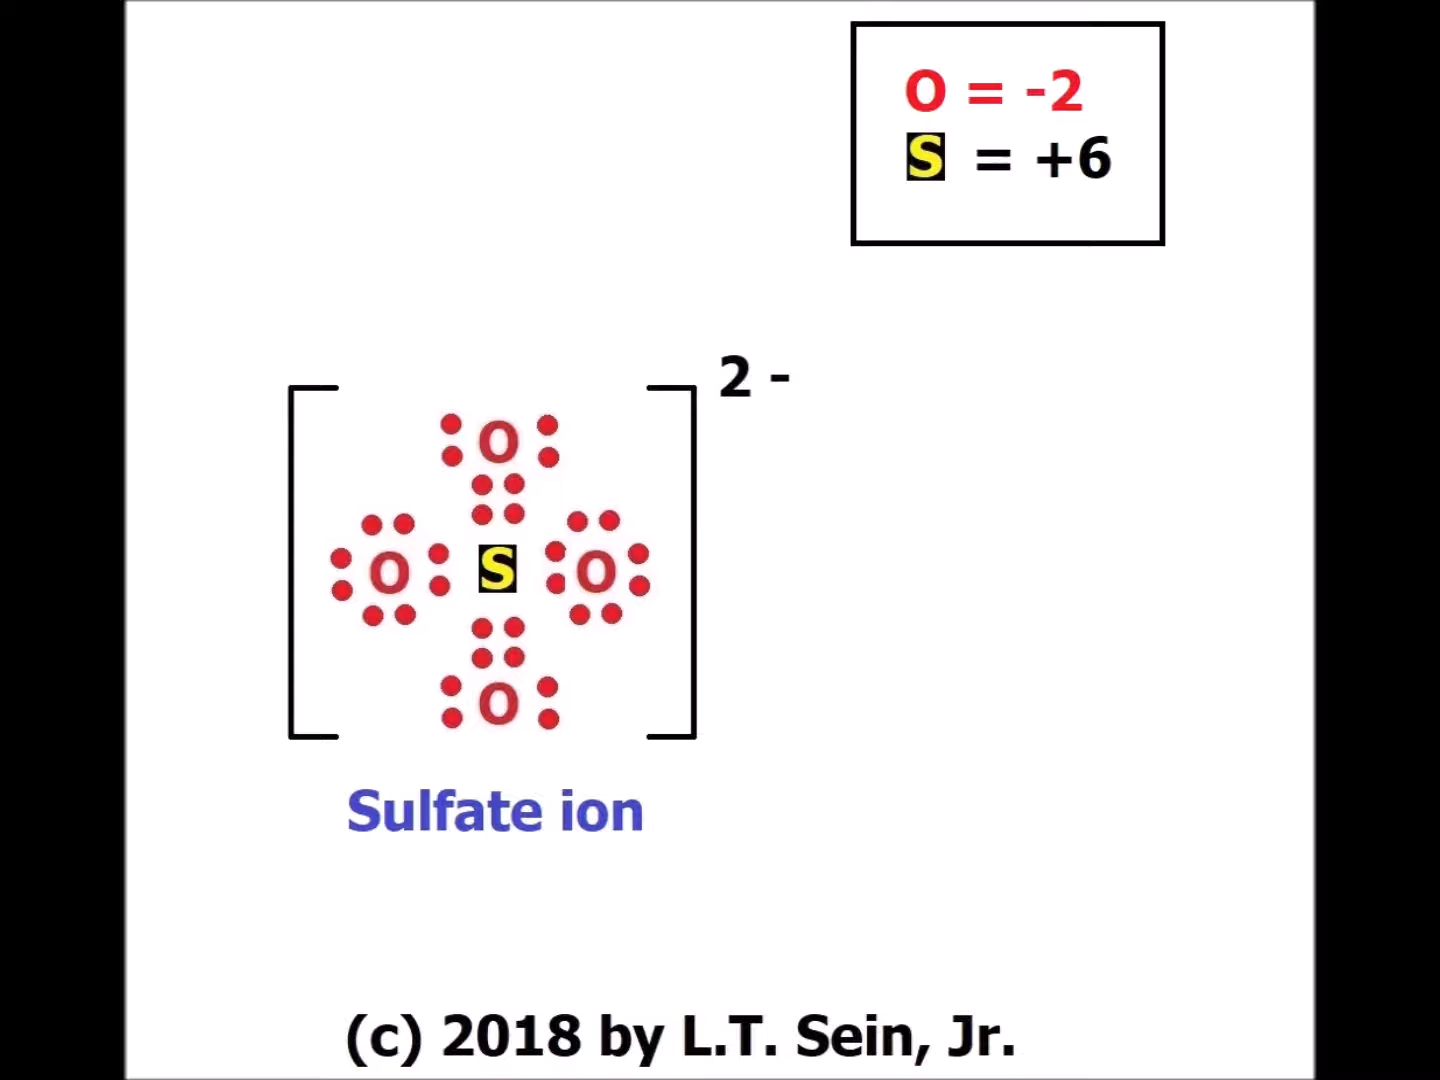 O = -2
S = +6
2 -
O
O S O
O
Sulfate ion
(c) 2018 by L.T. Sein, Jr.